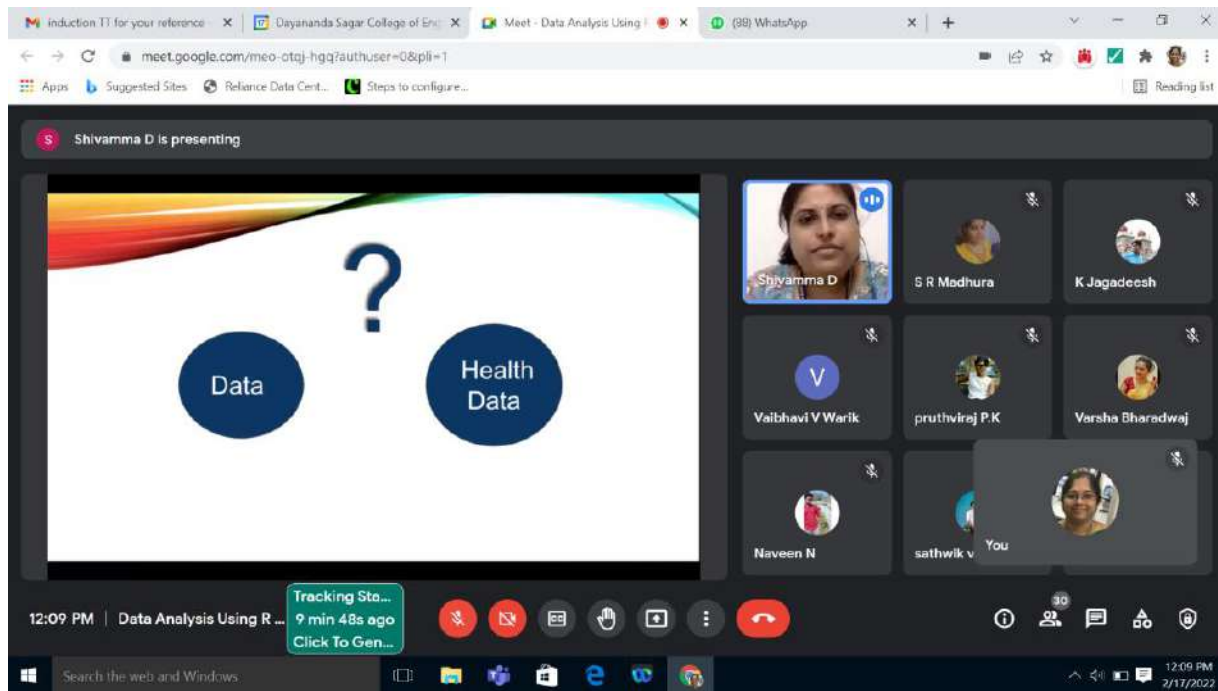 induction TT for your reference
Dayananda Sagar College of Eng
Meet - Data Analysis Using
(99) WhatsApp
meet.google.com/meo-otqj-hgq?authuser=0&pli=1
Apps
Suggested Sites
Reliance Data Cent...
Steps to configure...
Reading list
S
Shivamma D is presenting
?
Data
Health
Data
Shivamma D
S R Madhura
K Jagadeesh
V
Vaibhavi V Warik
pruthviraj P.K
Varsha Bharadwaj
Naveen N
sathwik v
You
12:09 PM | Data Analysis Using R ...
Tracking Sta...
9 min 48s ago
Click To Gen...
CC
30
Search the web and Windows
12:09 PM
2/17/2022